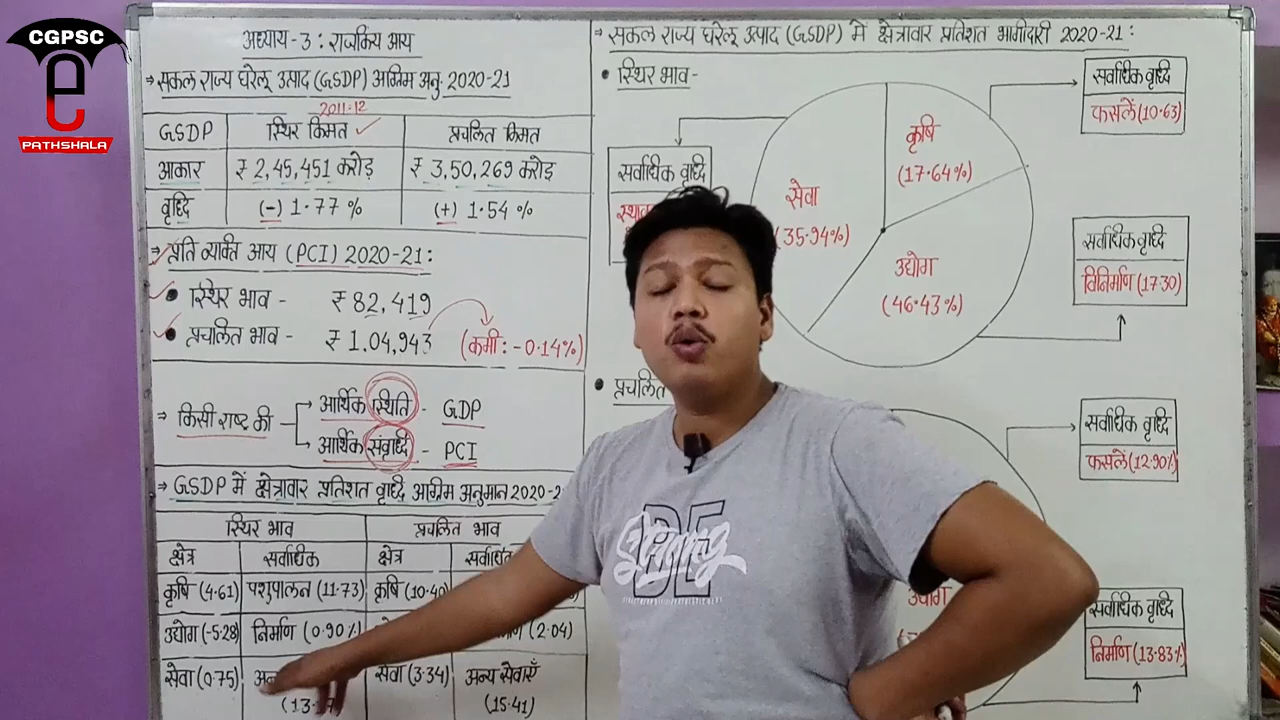 CGPSC
e
PATHSHALA
अध्याय-3 : राजकिय आय
→ सकल राज्य घरेलू उत्पाद (GSDP) अग्रिम अनु. 2020-21
2011-12
GSDP स्थिर किमत ✓ प्रचलित किमत
आकार ₹ 2,45,451 करोड़ ₹ 3,50,269 करोड़
वृध्दि (-) 1.77 % (+) 1.54 %
→ प्रति व्यक्ति आय (PCI) 2020-21 :
• स्थिर भाव - ₹ 82,419
• प्रचलित भाव - ₹ 1,04,943 (कमी : -0.14%)
→ किसी राष्ट की
आर्थिक स्थिति - GDP
आर्थिक संवृध्दि - PCI
→ GSDP में क्षेत्रावार प्रतिशत वृध्दि अग्रिम अनुमान 2020-2
स्थिर भाव प्रचलित भाव
क्षेत्र सर्वाधिक क्षेत्र
कृषि (4.61) पशुपालन (11.73) कृषि (10.40)
उद्योग (-5.28) निर्माण (0.90%) (2.04)
सेवा (0.75) सेवा (3.34) अन्य सेवाएँ
(15.41)
→ सकल राज्य घरेलू उत्पाद (GSDP) में क्षेत्रावार प्रतिशत भागीदारी 2020-21 :
• स्थिर भाव -
सर्वाधिक वृध्दि
फसलें (10.63)
कृषि
(17.64%)
सर्वाधिक वृध्दि
सेवा
(35.94%)
उद्योग
(46.43%)
सर्वाधिक वृध्दि
विनिर्माण (17.30)
• प्रचलित
सर्वाधिक वृध्दि
फसलें (12.90%)
उद्योग
सर्वाधिक वृध्दि
निर्माण (13.83%)